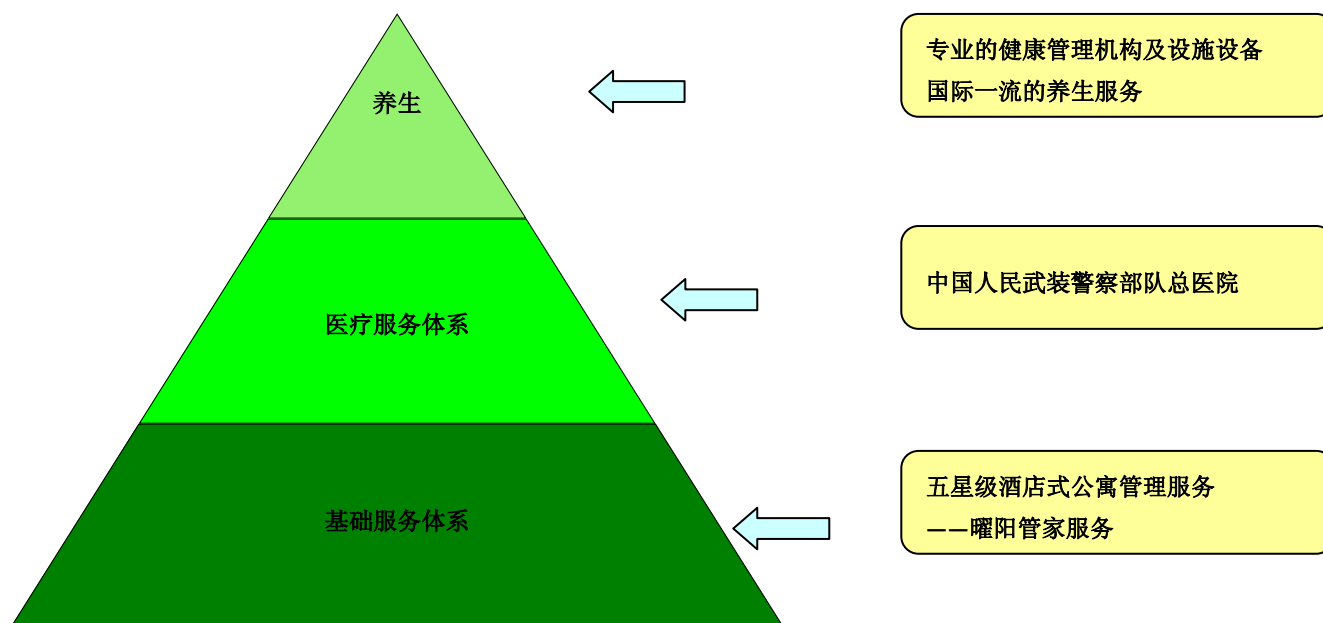 养生
专业的健康管理机构及设施设备
国际一流的养生服务
医疗服务体系
中国人民武装警察部队总医院
基础服务体系
五星级酒店式公寓管理服务
——曜阳管家服务